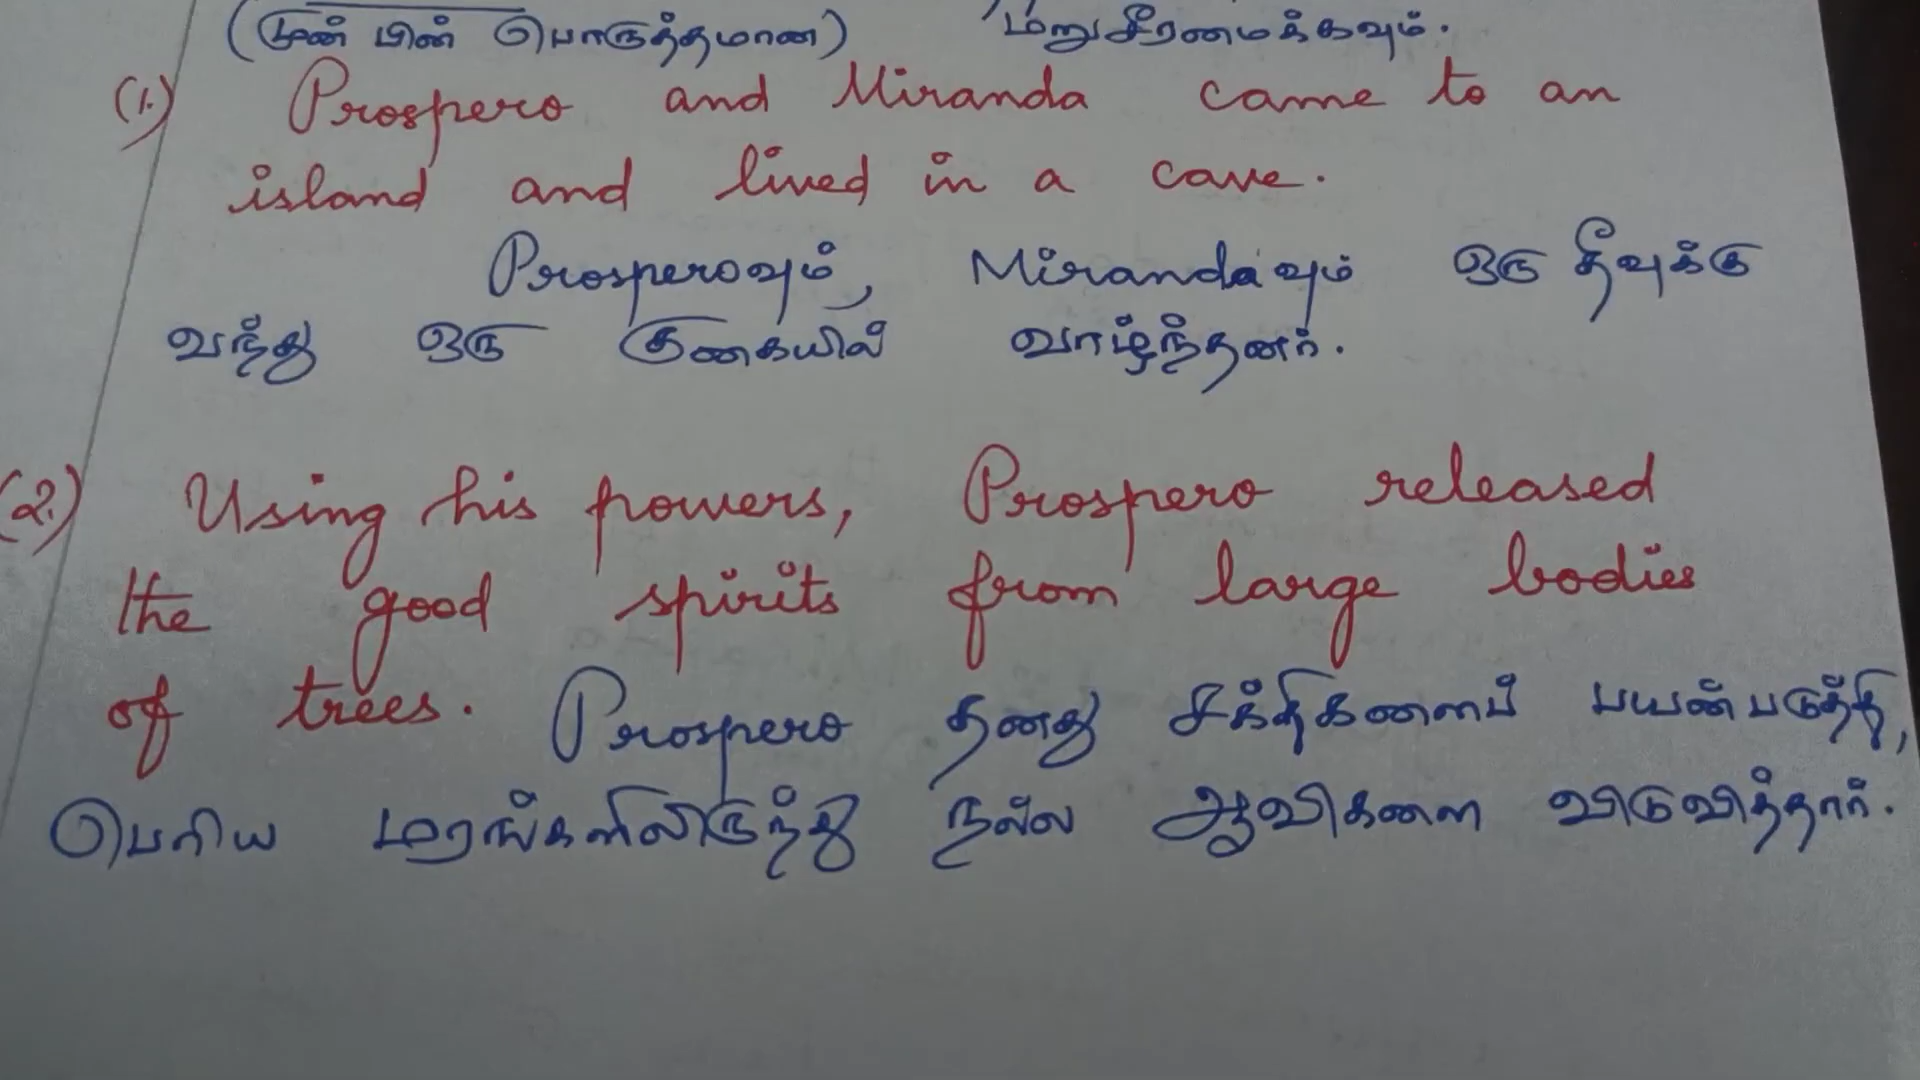 (முன் பின் பொருத்தமான) மறுசீரமைக்கவும்.
(1.) Prospero and Miranda came to an
island and lived in a cave.
Prosperoவும், Mirandaவும் ஒரு தீவுக்கு
வந்து ஒரு குகையில் வாழ்ந்தனர்.
(2.) Using his powers, Prospero released
the good spirits from large bodies
of trees. Prospero தனது சக்திகளைப் பயன்படுத்தி,
பெரிய மரங்களிலிருந்து நல்ல ஆவிகளை விடுவித்தார்.